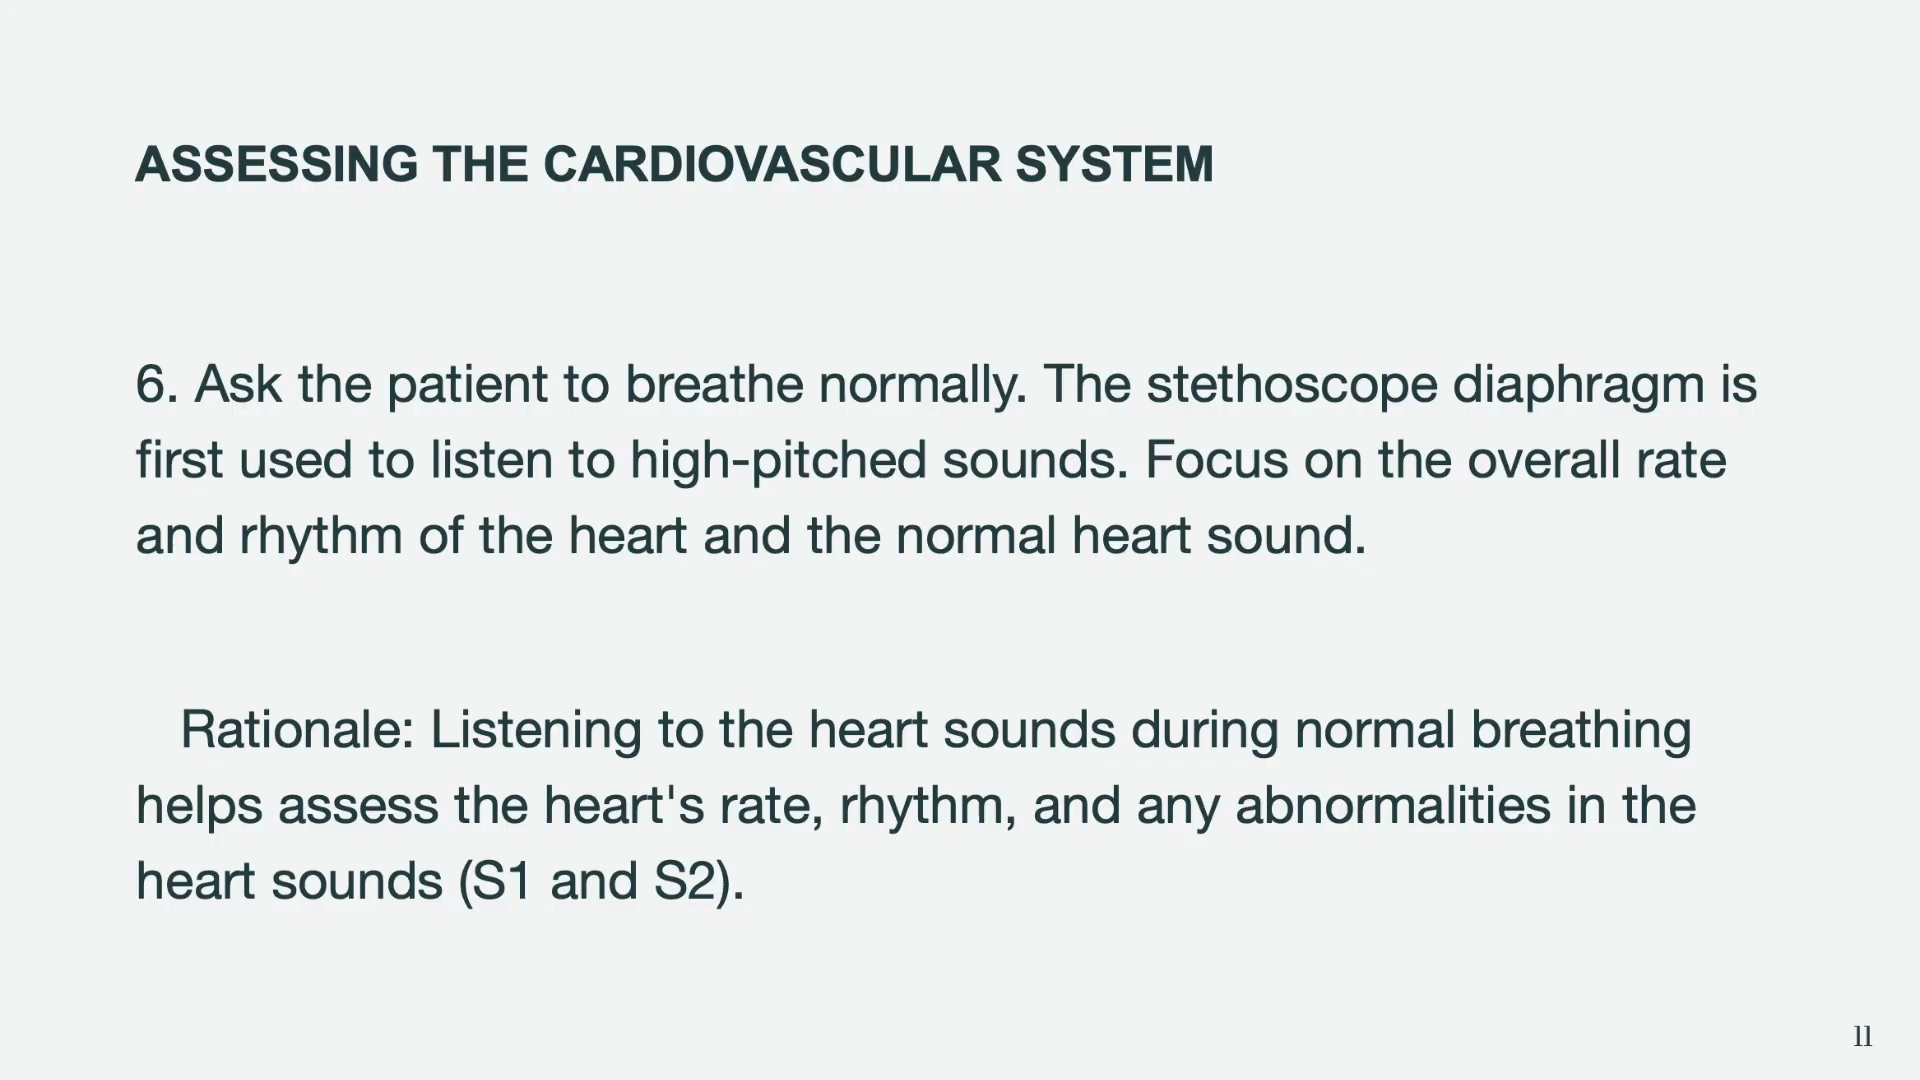 ASSESSING THE CARDIOVASCULAR SYSTEM
6. Ask the patient to breathe normally. The stethoscope diaphragm is
first used to listen to high-pitched sounds. Focus on the overall rate
and rhythm of the heart and the normal heart sound.
Rationale: Listening to the heart sounds during normal breathing
helps assess the heart's rate, rhythm, and any abnormalities in the
heart sounds (S1 and S2).
11